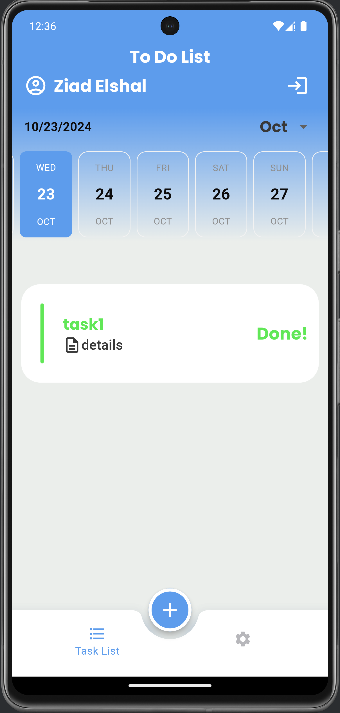 12:36
To Do List
Ziad Elshal
10/23/2024 Oct
WED THU FRI SAT SUN
23 24 25 26 27
OCT OCT OCT OCT OCT
task1
details
Done!
Task List